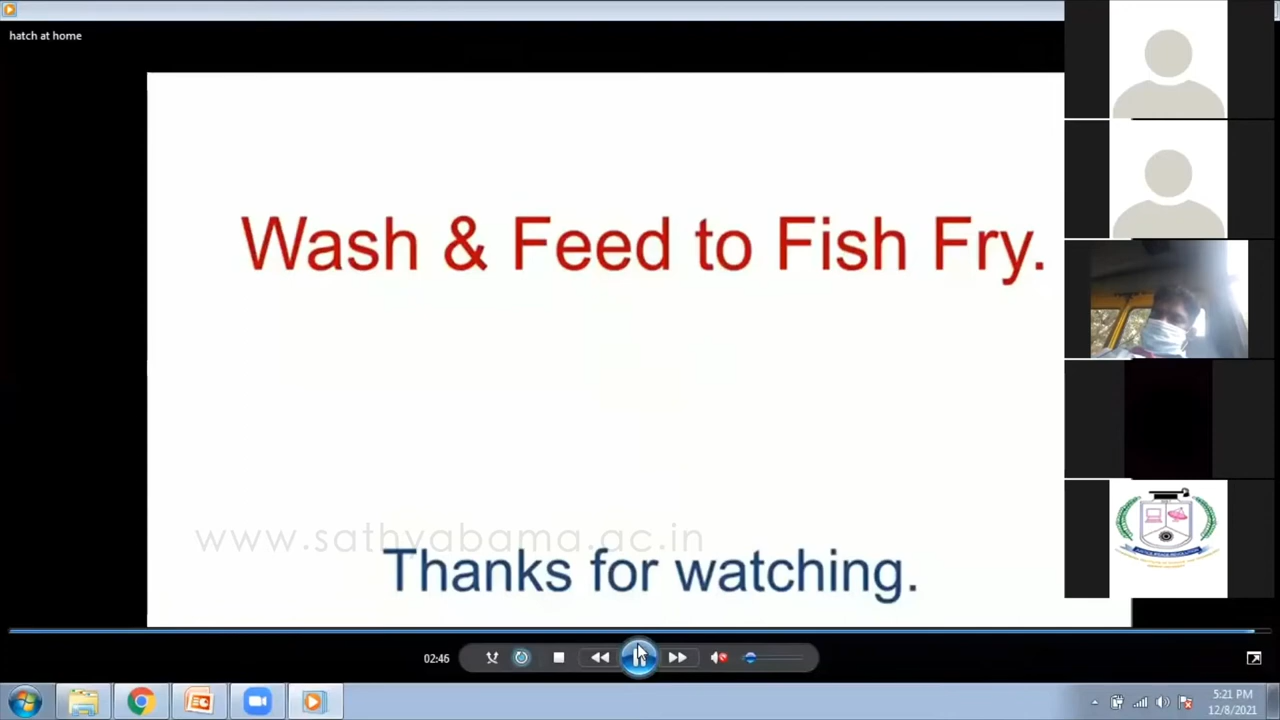 hatch at home
Wash & Feed to Fish Fry.
www.sathyabama.ac.in
Thanks for watching.
02:46
5:21 PM
12/8/2021